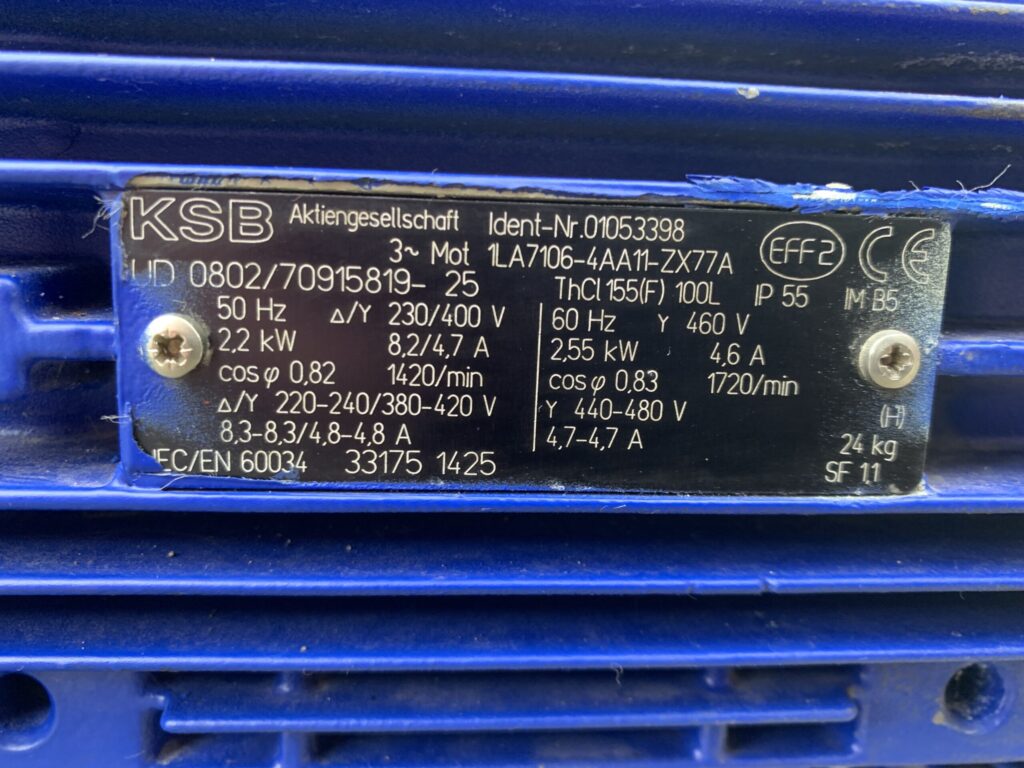 KSB Aktiengesellschaft Ident-Nr.01053398
3~ Mot 1LA7106-4AA11-ZX77A EFF2 CE
UD 0802/70915819- 25 ThCl 155(F) 100L IP 55 IM B5
50 Hz Δ/Y 230/400 V
2,2 kW 8,2/4,7 A
cos φ 0,82 1420/min
Δ/Y 220-240/380-420 V
8,3-8,3/4,8-4,8 A
60 Hz Y 460 V
2,55 kW 4,6 A
cos φ 0,83 1720/min
Y 440-480 V
4,7-4,7 A
(H)
24 kg
IEC/EN 60034 33175 1425 SF 1,1